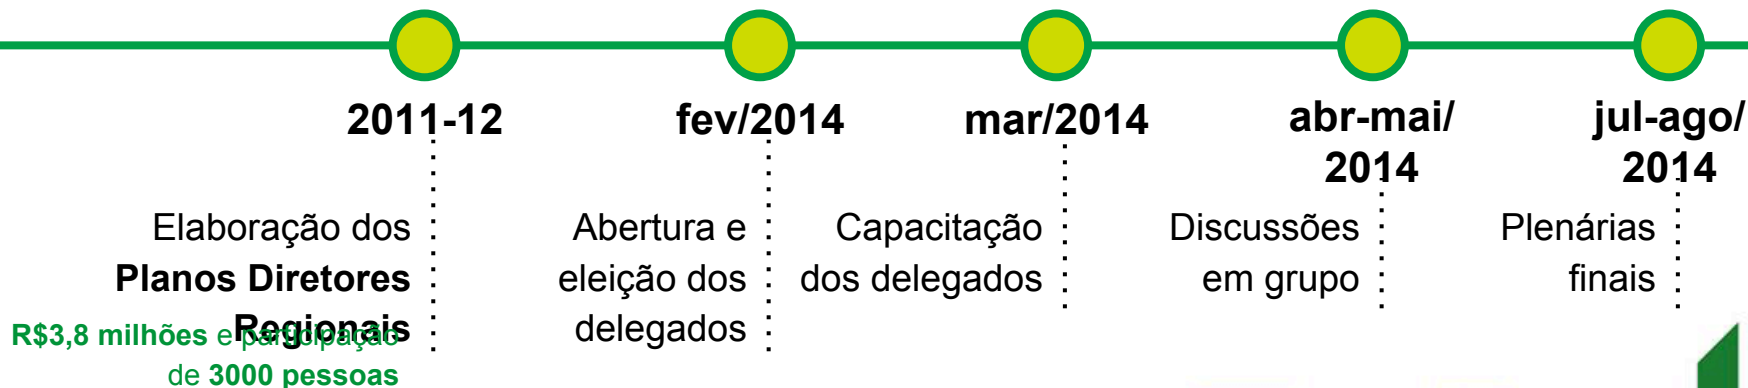 2011-12
Elaboração dos
Planos Diretores
Regionais
R$3,8 milhões e participação
de 3000 pessoas
fev/2014
Abertura e
eleição dos
delegados
mar/2014
Capacitação
dos delegados
abr-mai/
2014
Discussões
em grupo
jul-ago/
2014
Plenárias
finais